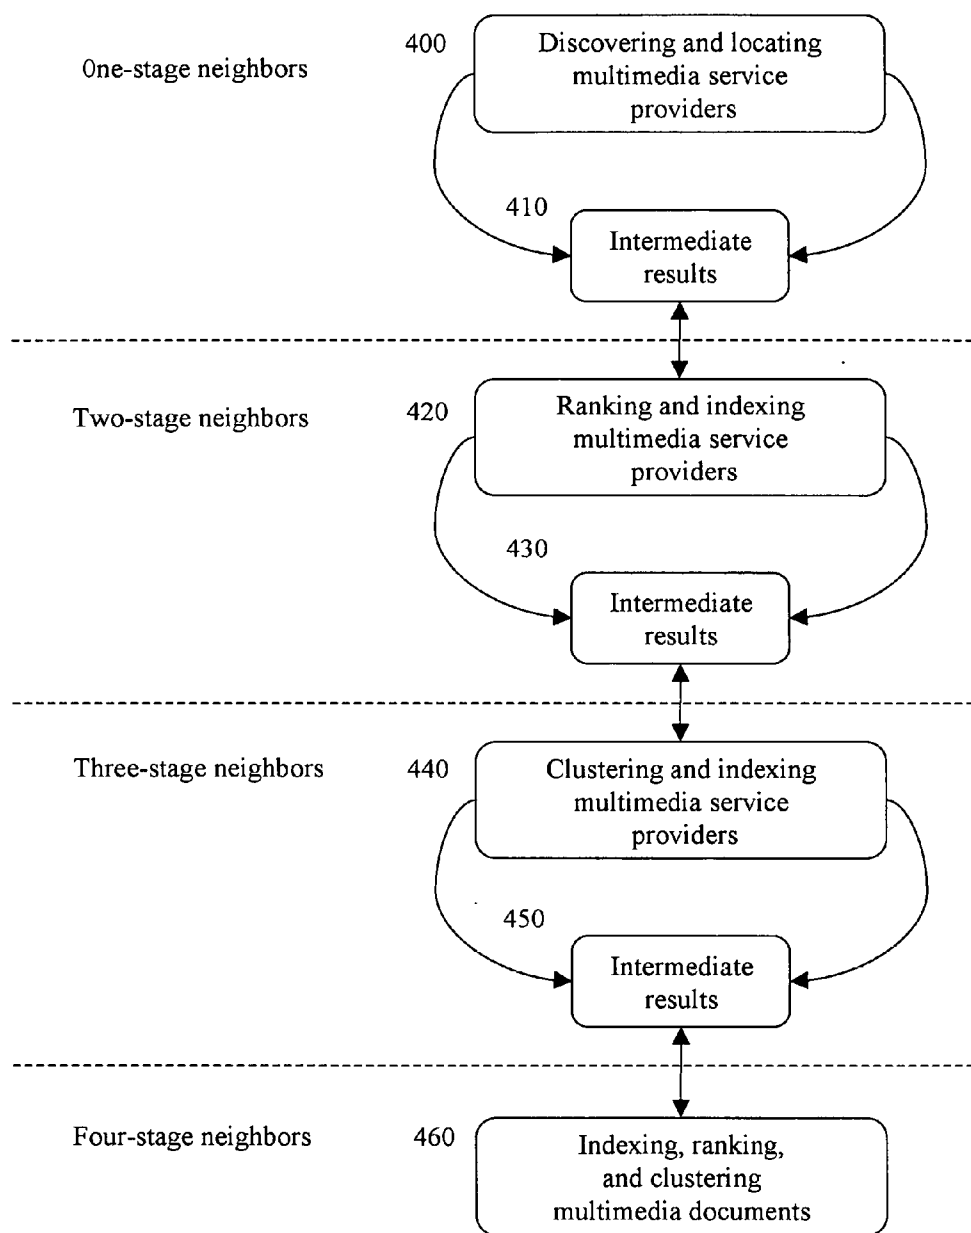 400
Discovering and locating
multimedia service
providers
One-stage neighbors
410
Intermediate
results
Two-stage neighbors
420
Ranking and indexing
multimedia service
providers
430
Intermediate
results
Three-stage neighbors
440
Clustering and indexing
multimedia service
providers
450
Intermediate
results
Four-stage neighbors
460
Indexing, ranking,
and clustering
multimedia documents